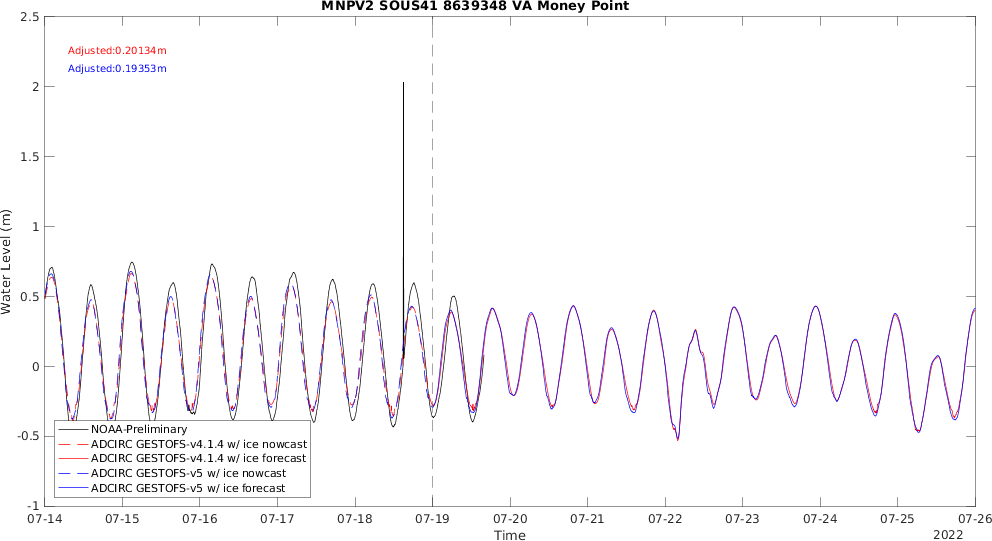 MNPV2 SOUS41 8639348 VA Money Point
Adjusted:0.20134m
Adjusted:0.19353m
2.5
2
1.5
1
0.5
0
-0.5
-1
Water Level (m)
NOAA-Preliminary
ADCIRC GESTOFS-v4.1.4 w/ ice nowcast
ADCIRC GESTOFS-v4.1.4 w/ ice forecast
ADCIRC GESTOFS-v5 w/ ice nowcast
ADCIRC GESTOFS-v5 w/ ice forecast
07-14 07-15 07-16 07-17 07-18 07-19 07-20 07-21 07-22 07-23 07-24 07-25 07-26
Time
2022